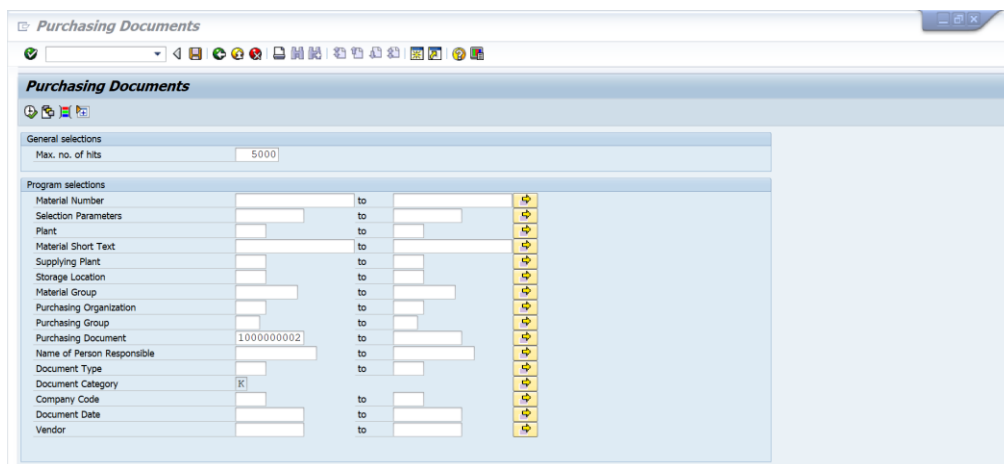 Purchasing Documents
Purchasing Documents
General selections
Max. no. of hits 5000
Program selections
Material Number to
Selection Parameters to
Plant to
Material Short Text to
Supplying Plant to
Storage Location to
Material Group to
Purchasing Organization to
Purchasing Group to
Purchasing Document 1000000002 to
Name of Person Responsible to
Document Type to
Document Category K
Company Code to
Document Date to
Vendor to